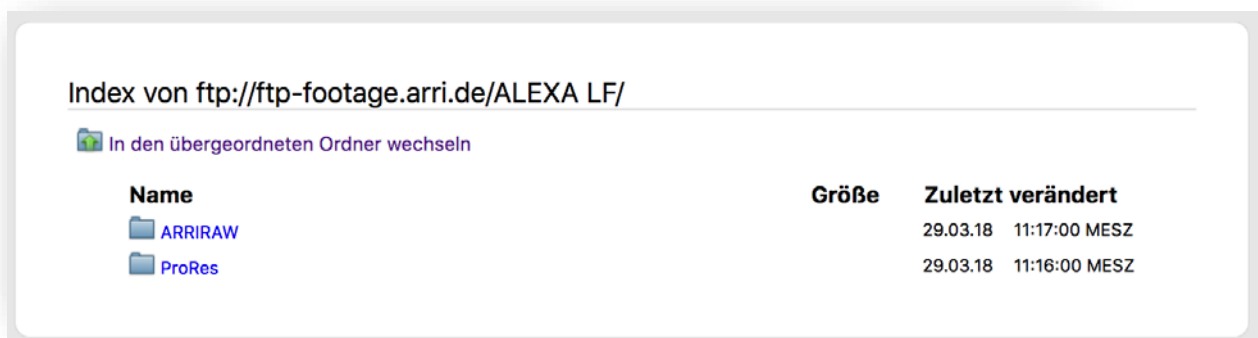 Index von ftp://ftp-footage.arri.de/ALEXA LF/
In den übergeordneten Ordner wechseln
Name Größe Zuletzt verändert
ARRIRAW 29.03.18 11:17:00 MESZ
ProRes 29.03.18 11:16:00 MESZ